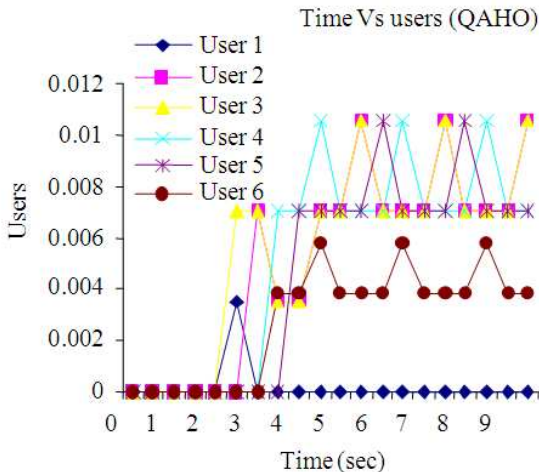 Time Vs users (QAHO)
User 1
User 2
User 3
User 4
User 5
User 6
0.012
0.01
0.008
0.006
0.004
0.002
0
Users
0 1 2 3 4 5 6 7 8 9
Time (sec)